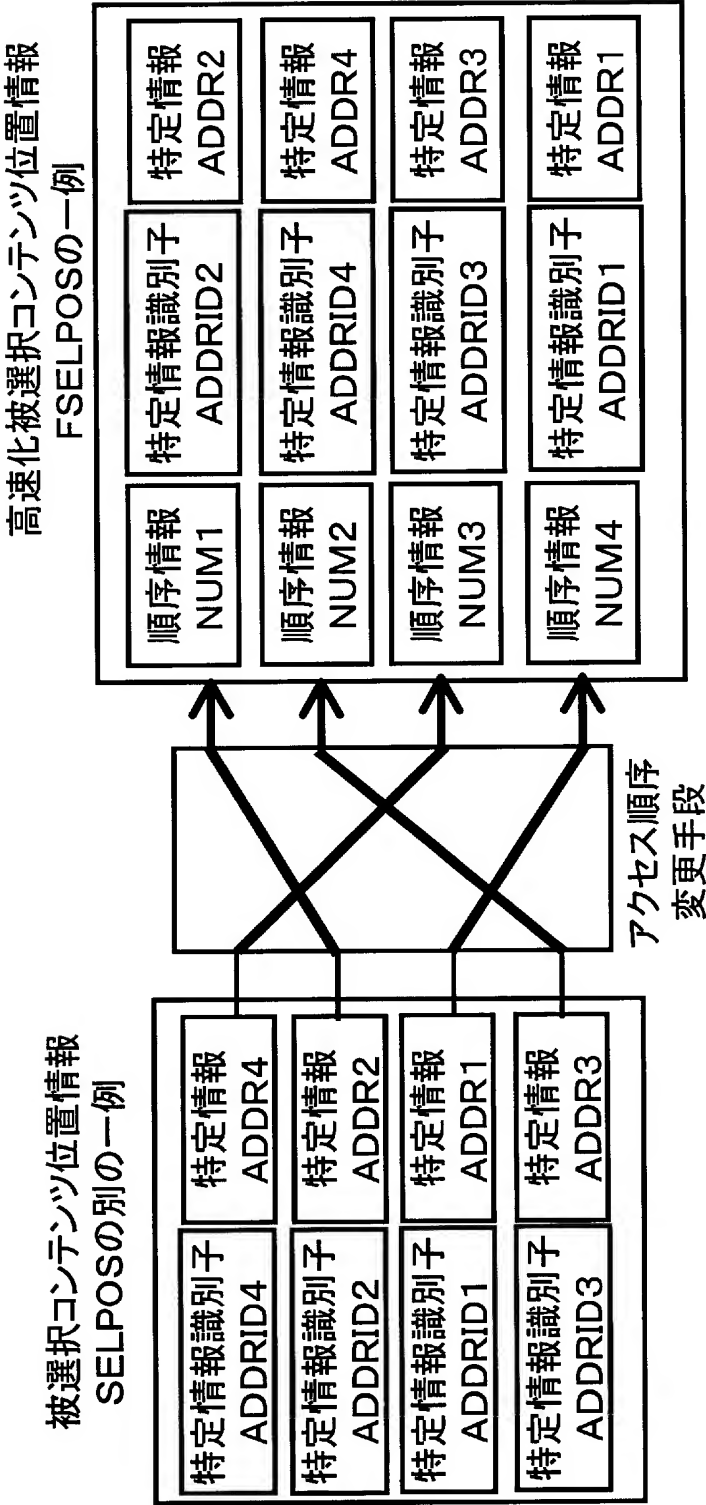 被選択コンテンツ位置情報
SELPOSの別の一例
特定情報識別子
ADDRID4
特定情報
ADDR4
特定情報識別子
ADDRID2
特定情報
ADDR2
特定情報識別子
ADDRID1
特定情報
ADDR1
特定情報識別子
ADDRID3
特定情報
ADDR3
アクセス順序
変更手段
高速化被選択コンテンツ位置情報
FSELPOSの一例
順序情報
NUM1
特定情報識別子
ADDRID2
特定情報
ADDR2
順序情報
NUM2
特定情報識別子
ADDRID4
特定情報
ADDR4
順序情報
NUM3
特定情報識別子
ADDRID3
特定情報
ADDR3
順序情報
NUM4
特定情報識別子
ADDRID1
特定情報
ADDR1